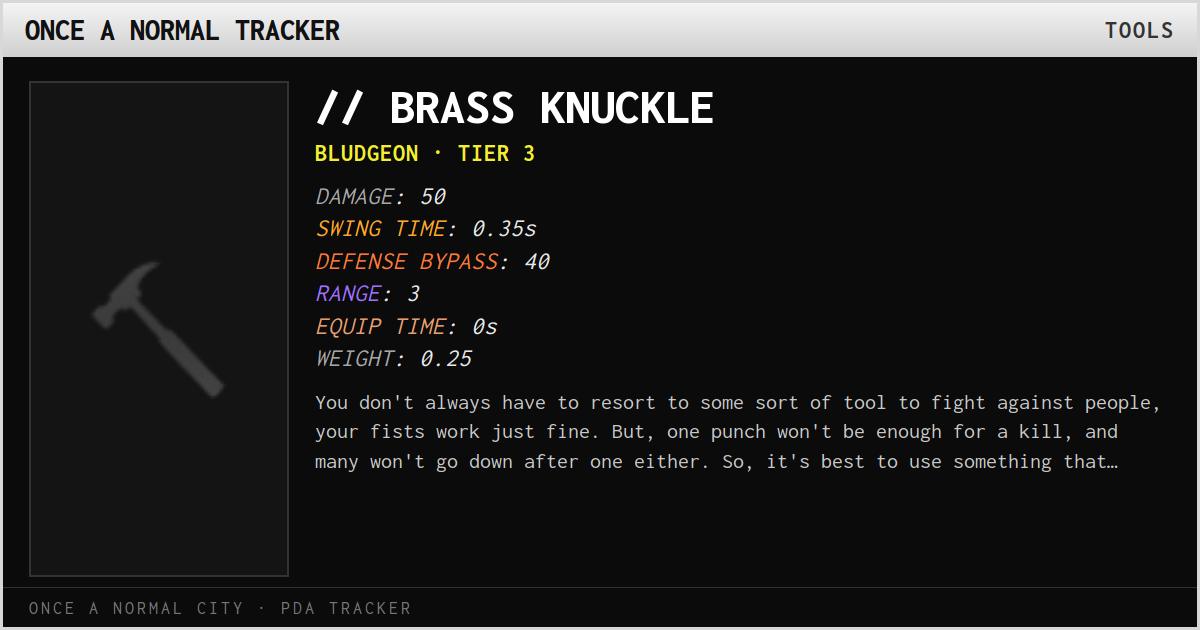 ONCE A NORMAL TRACKER
TOOLS
// BRASS KNUCKLE
BLUDGEON · TIER 3
DAMAGE: 50
SWING TIME: 0.35s
DEFENSE BYPASS: 40
RANGE: 3
EQUIP TIME: 0s
WEIGHT: 0.25
You don't always have to resort to some sort of tool to fight against people,
your fists work just fine. But, one punch won't be enough for a kill, and
many won't go down after one either. So, it's best to use something that…
ONCE A NORMAL CITY · PDA TRACKER